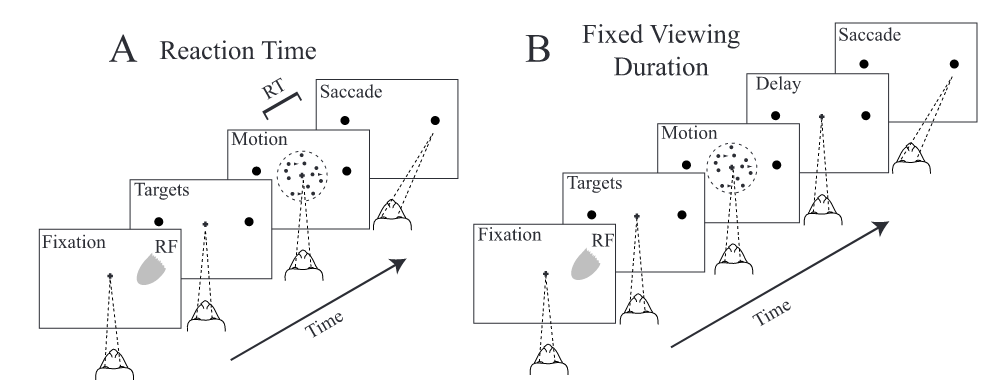 A
Reaction Time
RT
Saccade
Motion
Targets
Fixation
RF
Time
B
Fixed Viewing
Duration
Saccade
Delay
Motion
Targets
Fixation
RF
Time